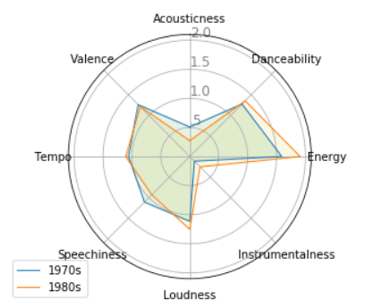 Acousticness
2.0
Valence
Danceability
1.5
1.0
.5
Tempo
Energy
Speechiness
Instrumentalness
Loudness
1970s
1980s